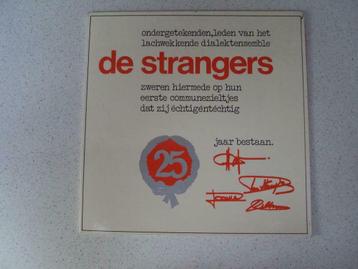 ondergetekenden,leden van het
lachwekkende dialektensemble
de strangers
zweren hiermede op hun
eerste communezieltjes
dat zij échtigéntéchtig
25
jaar bestaan.